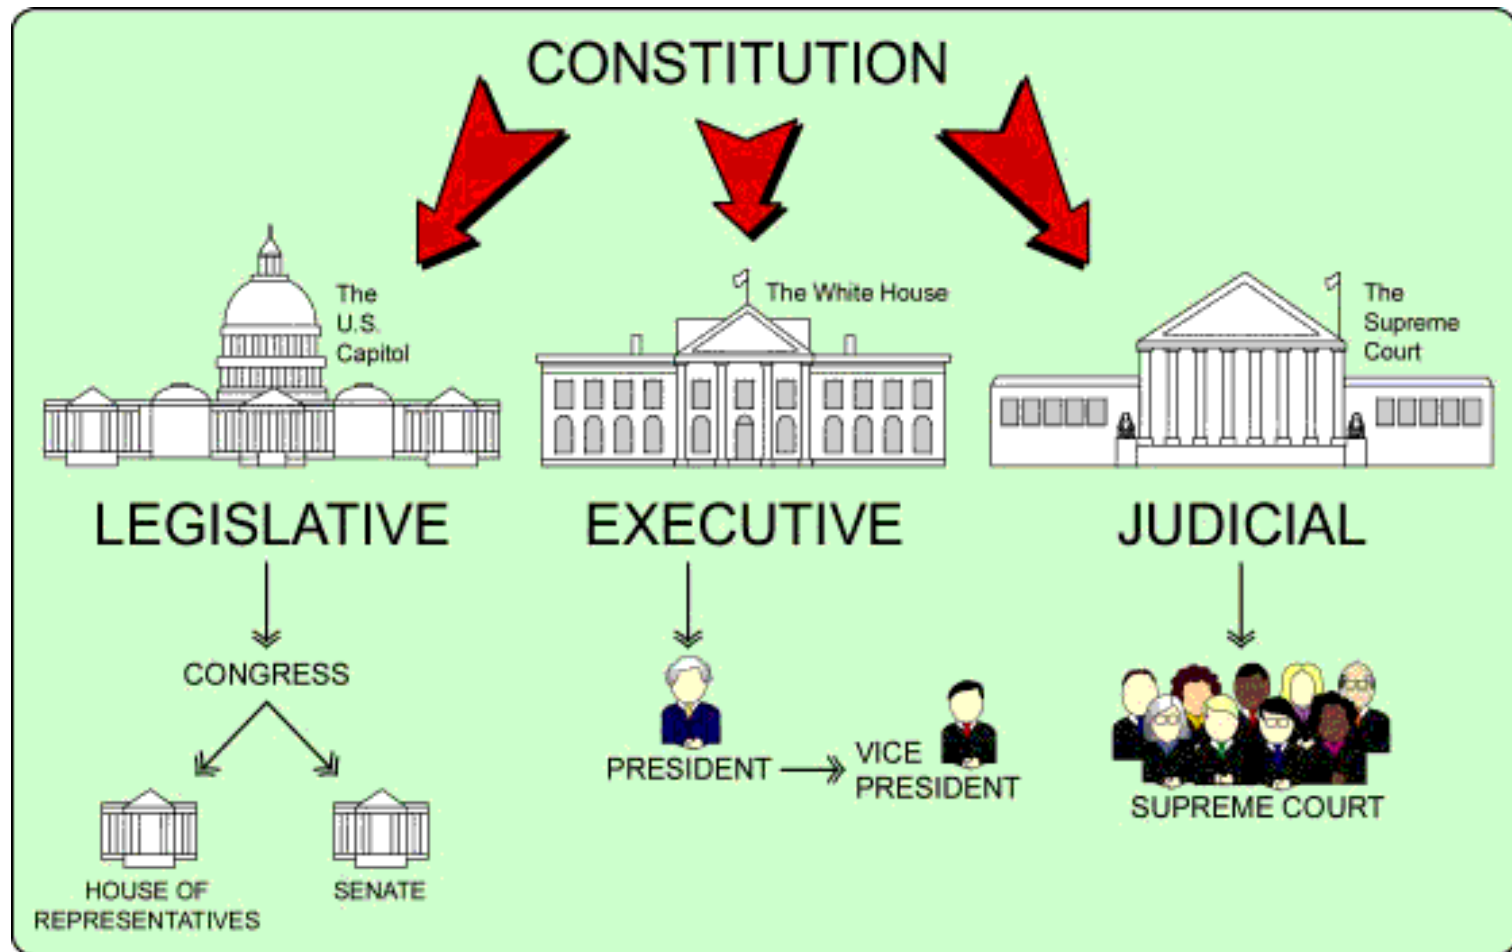 CONSTITUTION
The
U.S.
Capitol
The White House
The
Supreme
Court
LEGISLATIVE
EXECUTIVE
JUDICIAL
CONGRESS
HOUSE OF
REPRESENTATIVES
SENATE
PRESIDENT
VICE
PRESIDENT
SUPREME COURT